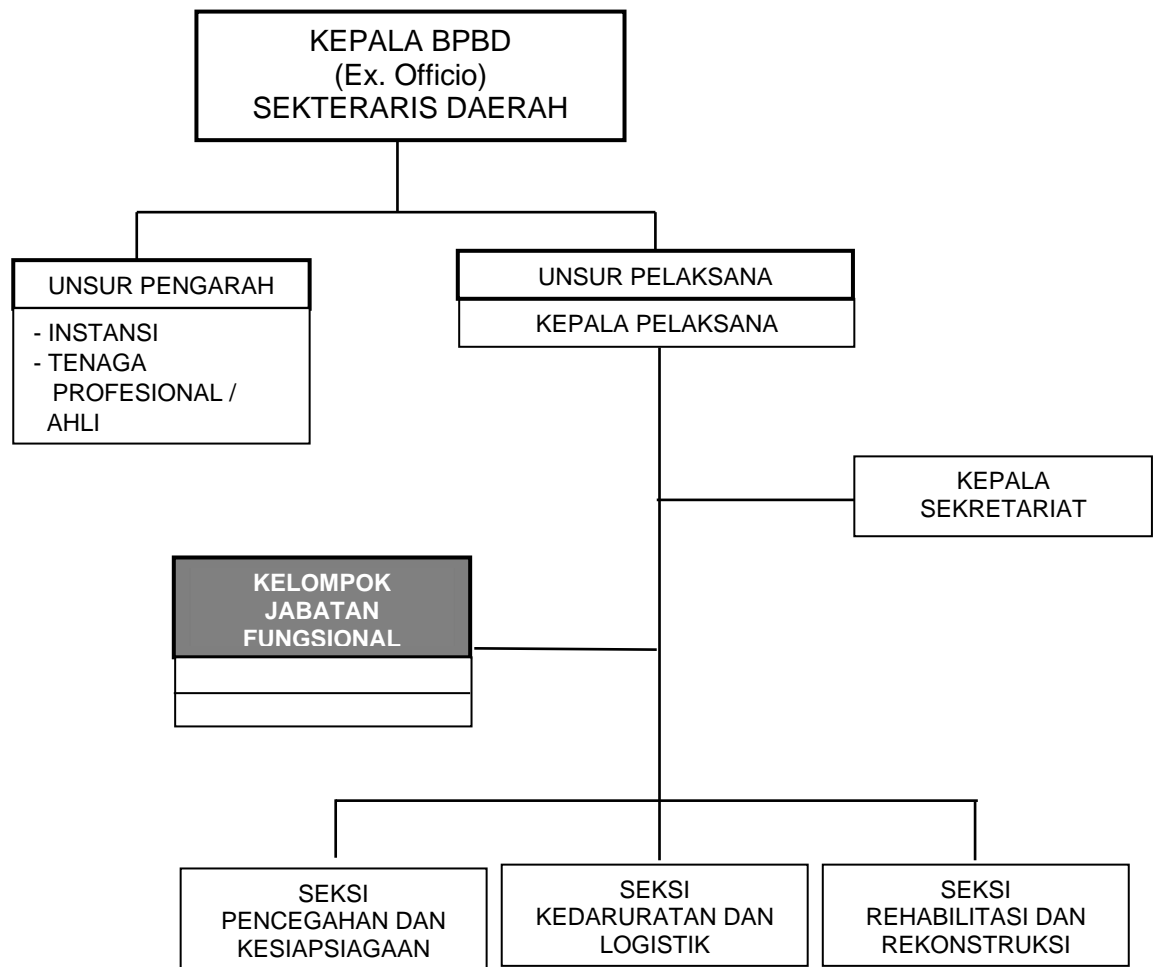 KEPALA BPBD
(Ex. Officio)
SEKTERARIS DAERAH
UNSUR PENGARAH
- INSTANSI
- TENAGA
PROFESIONAL /
AHLI
UNSUR PELAKSANA
KEPALA PELAKSANA
KEPALA
SEKRETARIAT
KELOMPOK
JABATAN
FUNGSIONAL
SEKSI
PENCEGAHAN DAN
KESIAPSIAGAAN
SEKSI
KEDARURATAN DAN
LOGISTIK
SEKSI
REHABILITASI DAN
REKONSTRUKSI